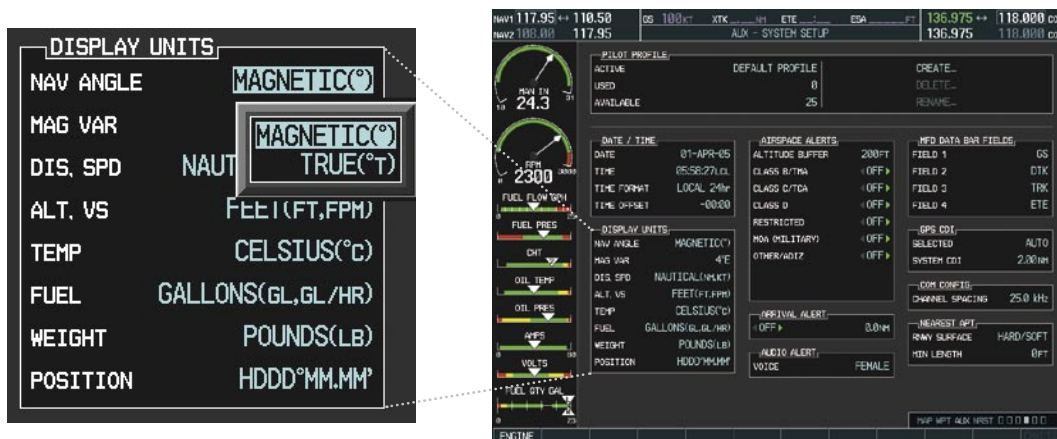 DISPLAY UNITS
NAV ANGLE MAGNETIC(°)
MAG VAR
MAGNETIC(°)
TRUE(°T)
DIS, SPD NAUT
ALT, VS FEET(FT,FPM)
TEMP CELSIUS(°C)
FUEL GALLONS(GL,GL/HR)
WEIGHT POUNDS(LB)
POSITION HDDD°MM.MM'
NAV1 117.95 ↔ 110.50 GS 100KT XTK NM ETE ESA FT 136.975 ↔ 118.000
NAV2 108.00 117.95 AUX - SYSTEM SETUP 136.975 118.000
MAN IN
24.3
RPM
2300
FUEL FLOW GPH
FUEL PRES
CHT
OIL TEMP
OIL PRES
AMPS
VOLTS
FUEL QTY GAL
ENGINE
PILOT PROFILE
ACTIVE DEFAULT PROFILE CREATE…
USED 0 DELETE…
AVAILABLE 25 RENAME…
DATE / TIME
DATE 01-APR-05
TIME 05:58:27LCL
TIME FORMAT LOCAL 24hr
TIME OFFSET -00:00
DISPLAY UNITS
NAV ANGLE MAGNETIC(°)
MAG VAR 4°E
DIS, SPD NAUTICAL(NM,KT)
ALT, VS FEET(FT,FPM)
TEMP CELSIUS(°C)
FUEL GALLONS(GL,GL/HR)
WEIGHT POUNDS(LB)
POSITION HDDD°MM.MM'
AIRSPACE ALERTS
ALTITUDE BUFFER 200FT
CLASS B/TMA OFF
CLASS C/TCA OFF
CLASS D OFF
RESTRICTED OFF
MOA (MILITARY) OFF
OTHER/ADIZ OFF
ARRIVAL ALERT
OFF 0.0NM
AUDIO ALERT
VOICE FEMALE
MFD DATA BAR FIELDS
FIELD 1 GS
FIELD 2 DTK
FIELD 3 TRK
FIELD 4 ETE
GPS CDI
SELECTED AUTO
SYSTEM CDI 2.00NM
COM CONFIG
CHANNEL SPACING 25.0 kHz
NEAREST APT
RNWY SURFACE HARD/SOFT
MIN LENGTH 0FT
MAP WPT AUX NRST